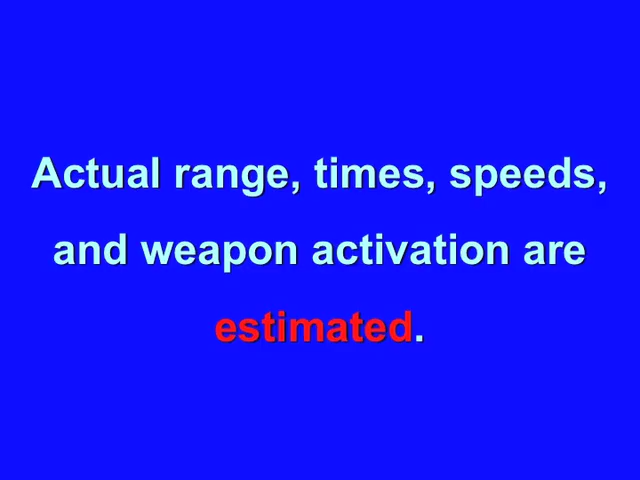 Actual range, times, speeds,
and weapon activation are
estimated.